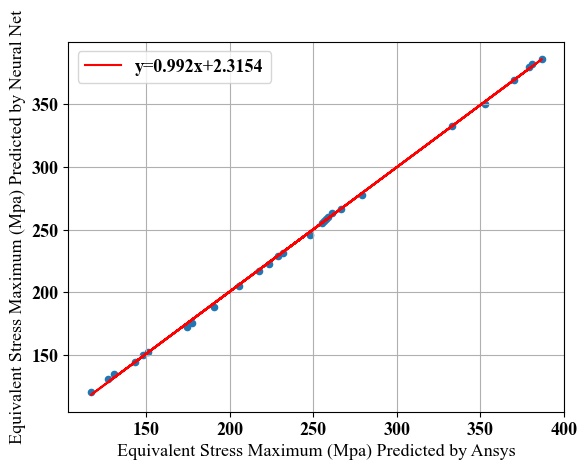 Equivalent Stress Maximum (Mpa) Predicted by Neural Net
y=0.992x+2.3154
350
300
250
200
150
150 200 250 300 350 400
Equivalent Stress Maximum (Mpa) Predicted by Ansys